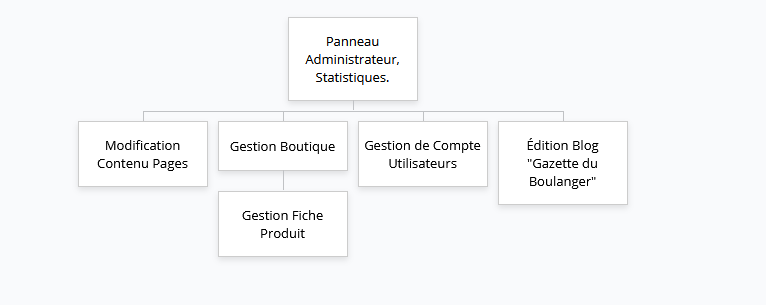 Panneau
Administrateur,
Statistiques.
Modification
Contenu Pages
Gestion Boutique
Gestion de Compte
Utilisateurs
Édition Blog
"Gazette du
Boulanger"
Gestion Fiche
Produit